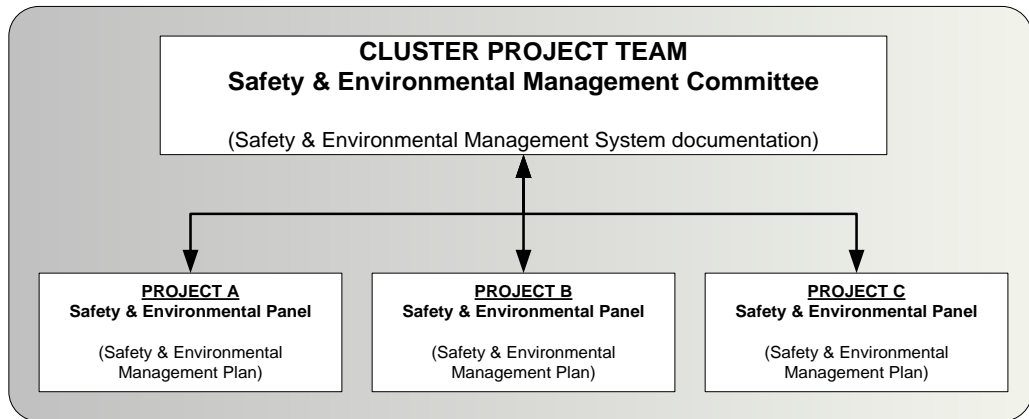 CLUSTER PROJECT TEAM
Safety & Environmental Management Committee
(Safety & Environmental Management System documentation)
PROJECT A
Safety & Environmental Panel
(Safety & Environmental
Management Plan)
PROJECT B
Safety & Environmental Panel
(Safety & Environmental
Management Plan)
PROJECT C
Safety & Environmental Panel
(Safety & Environmental
Management Plan)